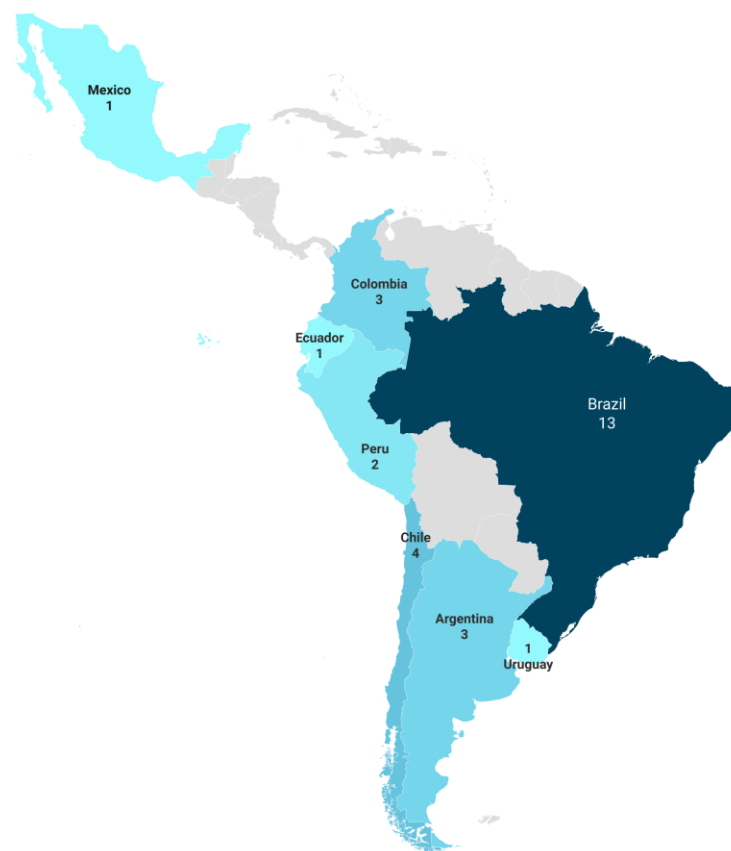 Mexico
1
Colombia
3
Ecuador
1
Brazil
13
Peru
2
Chile
4
Argentina
3
1
Uruguay